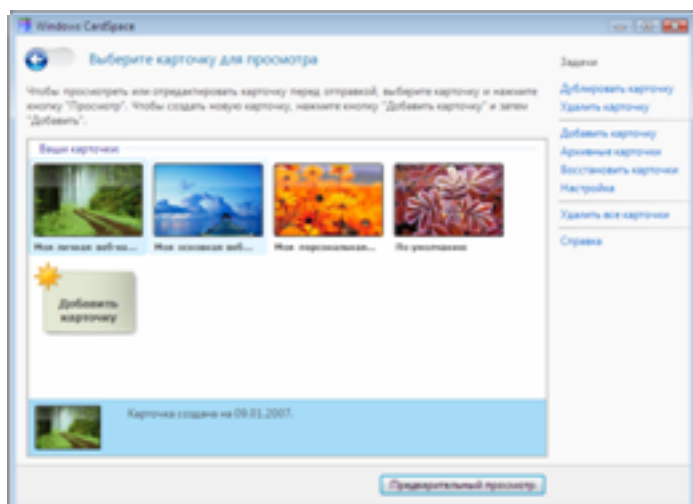 Windows CardSpace
Выберите карточку для просмотра
Чтобы просмотреть или отредактировать карточку перед отправкой, выберите карточку и нажмите
кнопку "Просмотр". Чтобы создать новую карточку, нажмите кнопку "Добавить карточку" и затем
"Добавить".
Ваши карточки:
Моя личная веб-ка...
Моя основная веб...
Моя персональная...
По умолчанию
Добавить
карточку
Карточка создана на 09.01.2007.
Предварительный просмотр
Задачи
Дублировать карточку
Удалить карточку
Добавить карточку
Архивные карточки
Восстановить карточки
Настройка
Удалить все карточки
Справка